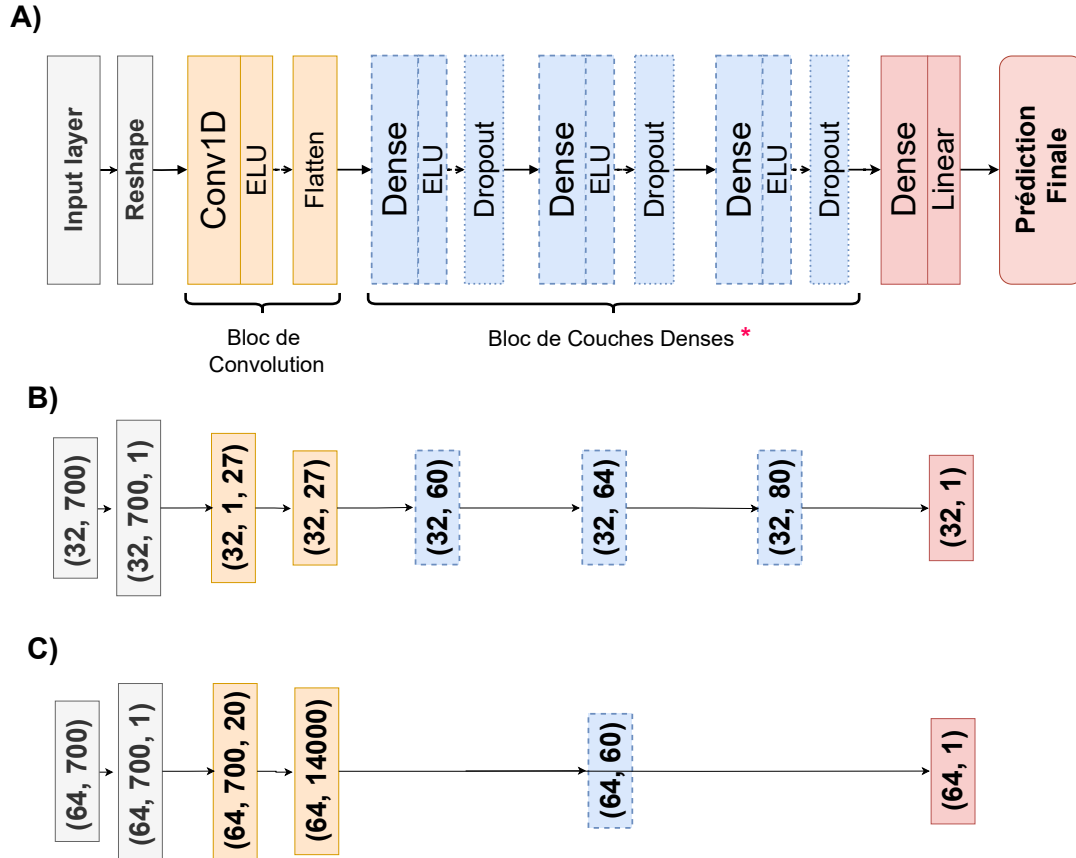 A)
Input layer
Reshape
Conv1D
ELU
Flatten
Dense
ELU
Dropout
Dense
ELU
Dropout
Dense
ELU
Dropout
Dense
Linear
Prédiction
Finale
Bloc de
Convolution
Bloc de Couches Denses *
B)
(32, 700)
(32, 700, 1)
(32, 1, 27)
(32, 27)
(32, 60)
(32, 64)
(32, 80)
(32, 1)
C)
(64, 700)
(64, 700, 1)
(64, 700, 20)
(64, 14000)
(64, 60)
(64, 1)